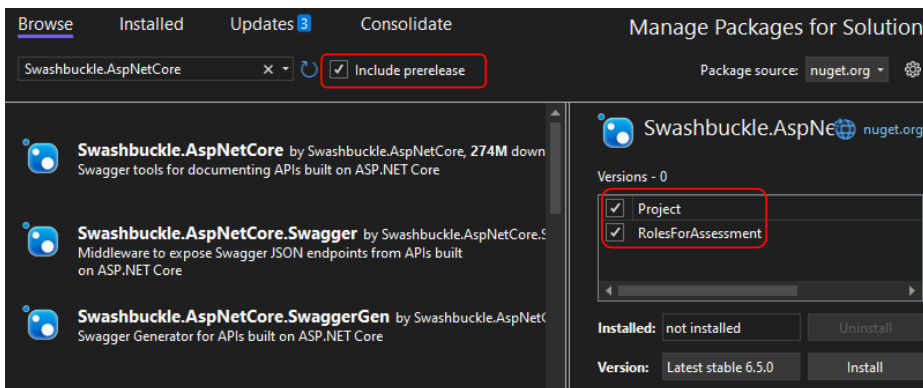 Browse Installed Updates 3 Consolidate Manage Packages for Solution
Swashbuckle.AspNetCore Include prerelease Package source: nuget.org
Swashbuckle.AspNetCore by Swashbuckle.AspNetCore, 274M down
Swagger tools for documenting APIs built on ASP.NET Core
Swashbuckle.AspNetCore.Swagger by Swashbuckle.AspNetCore.S
Middleware to expose Swagger JSON endpoints from APIs built
on ASP.NET Core
Swashbuckle.AspNetCore.SwaggerGen by Swashbuckle.AspNet
Swagger Generator for APIs built on ASP.NET Core
Swashbuckle.AspNe nuget.org
Versions - 0
Project
RolesForAssessment
Installed: not installed Uninstall
Version: Latest stable 6.5.0 Install